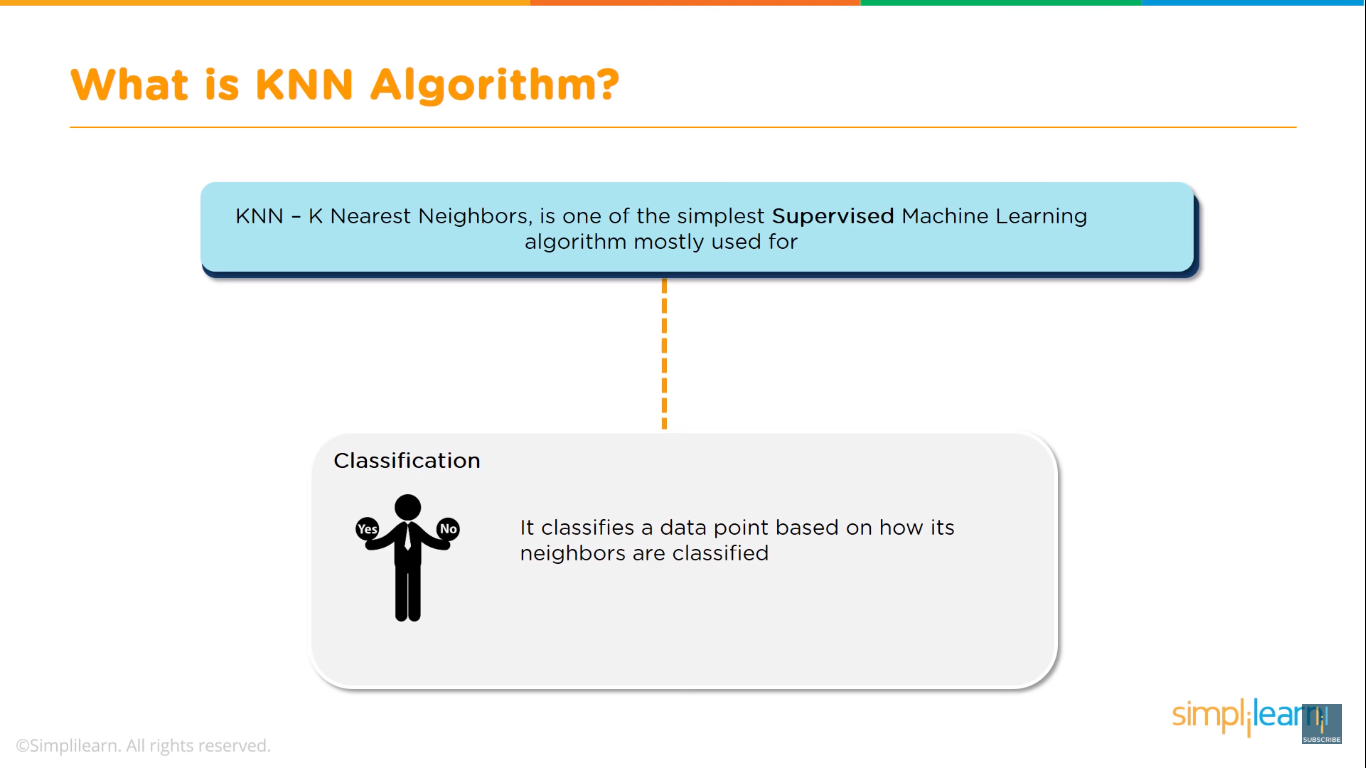 What is KNN Algorithm?
KNN – K Nearest Neighbors, is one of the simplest Supervised Machine Learning
algorithm mostly used for
Classification
Yes No
It classifies a data point based on how its
neighbors are classified
simplilearn
SUBSCRIBE
©Simplilearn. All rights reserved.